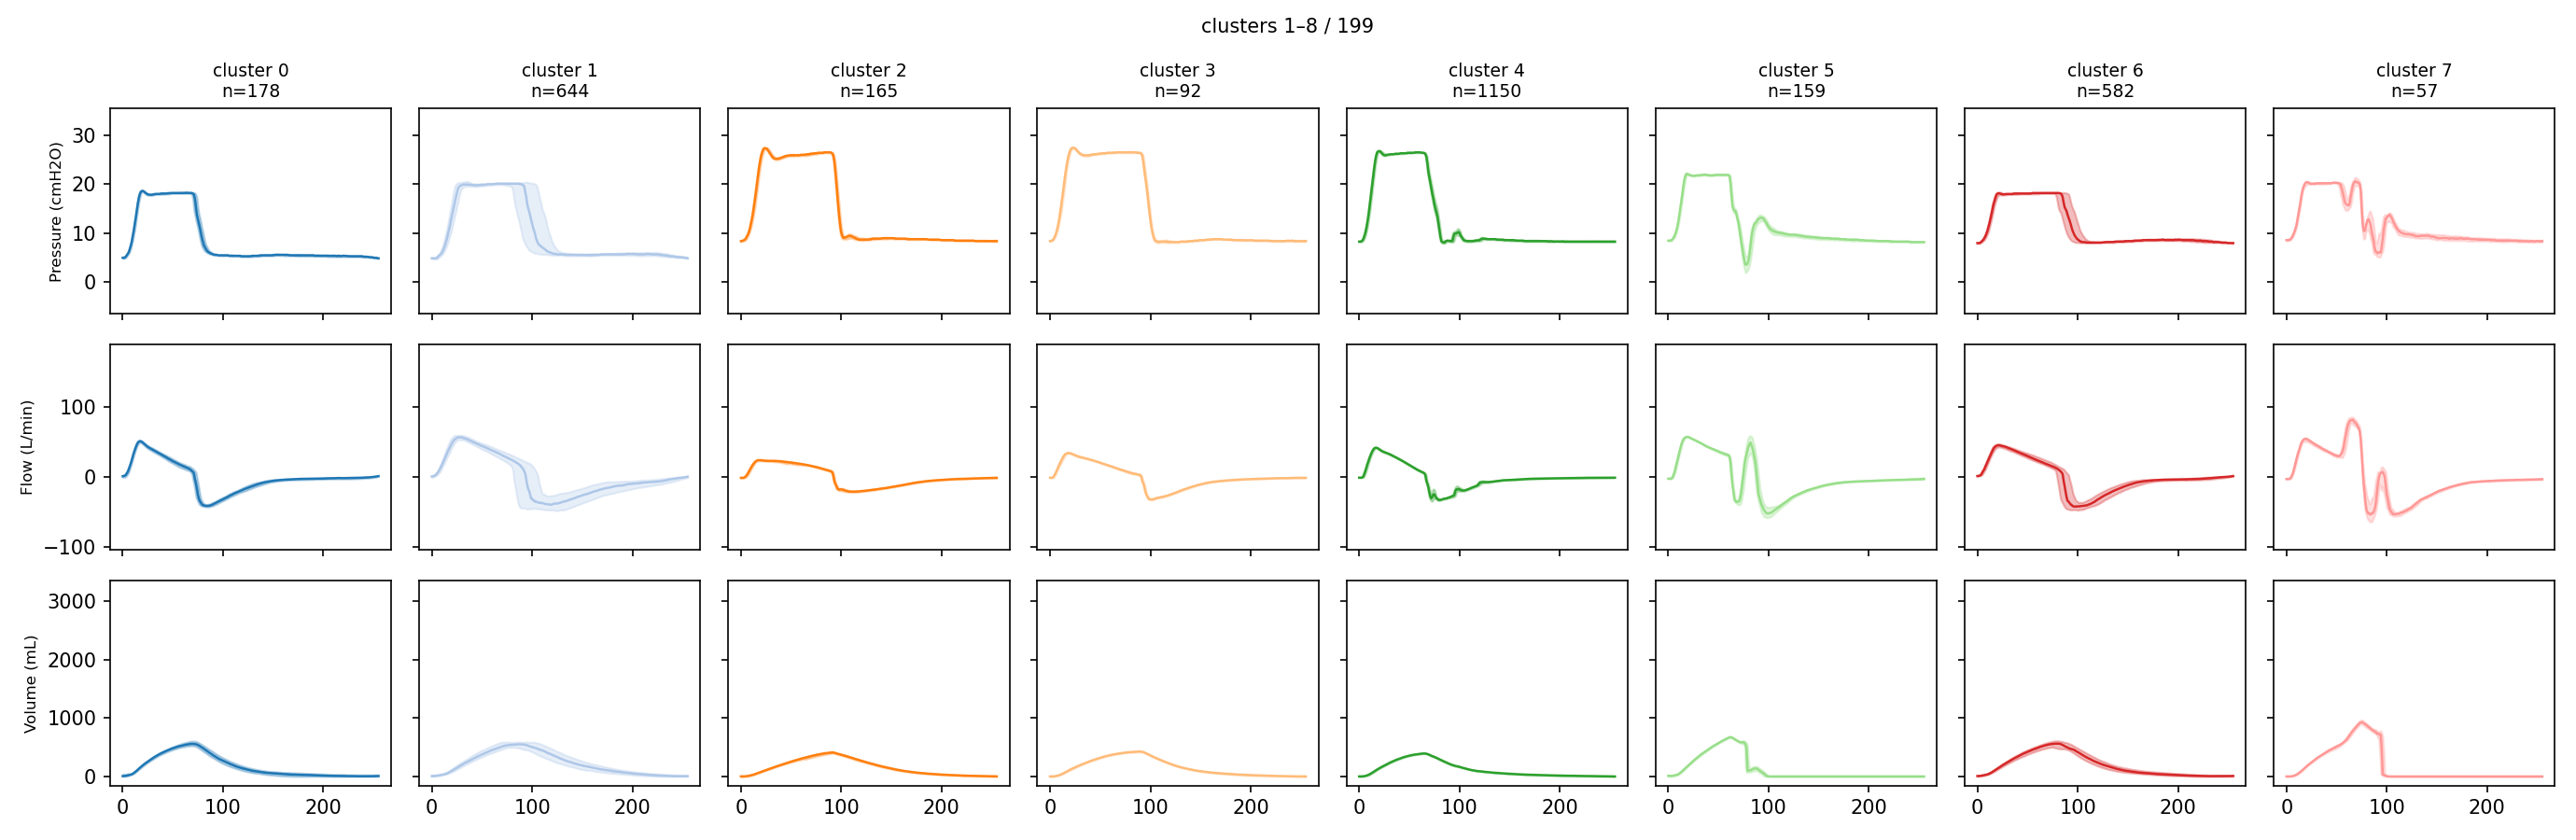 clusters 1–8 / 199
cluster 0
n=178
cluster 1
n=644
cluster 2
n=165
cluster 3
n=92
cluster 4
n=1150
cluster 5
n=159
cluster 6
n=582
cluster 7
n=57
Pressure (cmH2O)
30
20
10
0
Flow (L/min)
100
0
−100
Volume (mL)
3000
2000
1000
0
0 100 200 0 100 200 0 100 200 0 100 200 0 100 200 0 100 200 0 100 200 0 100 200